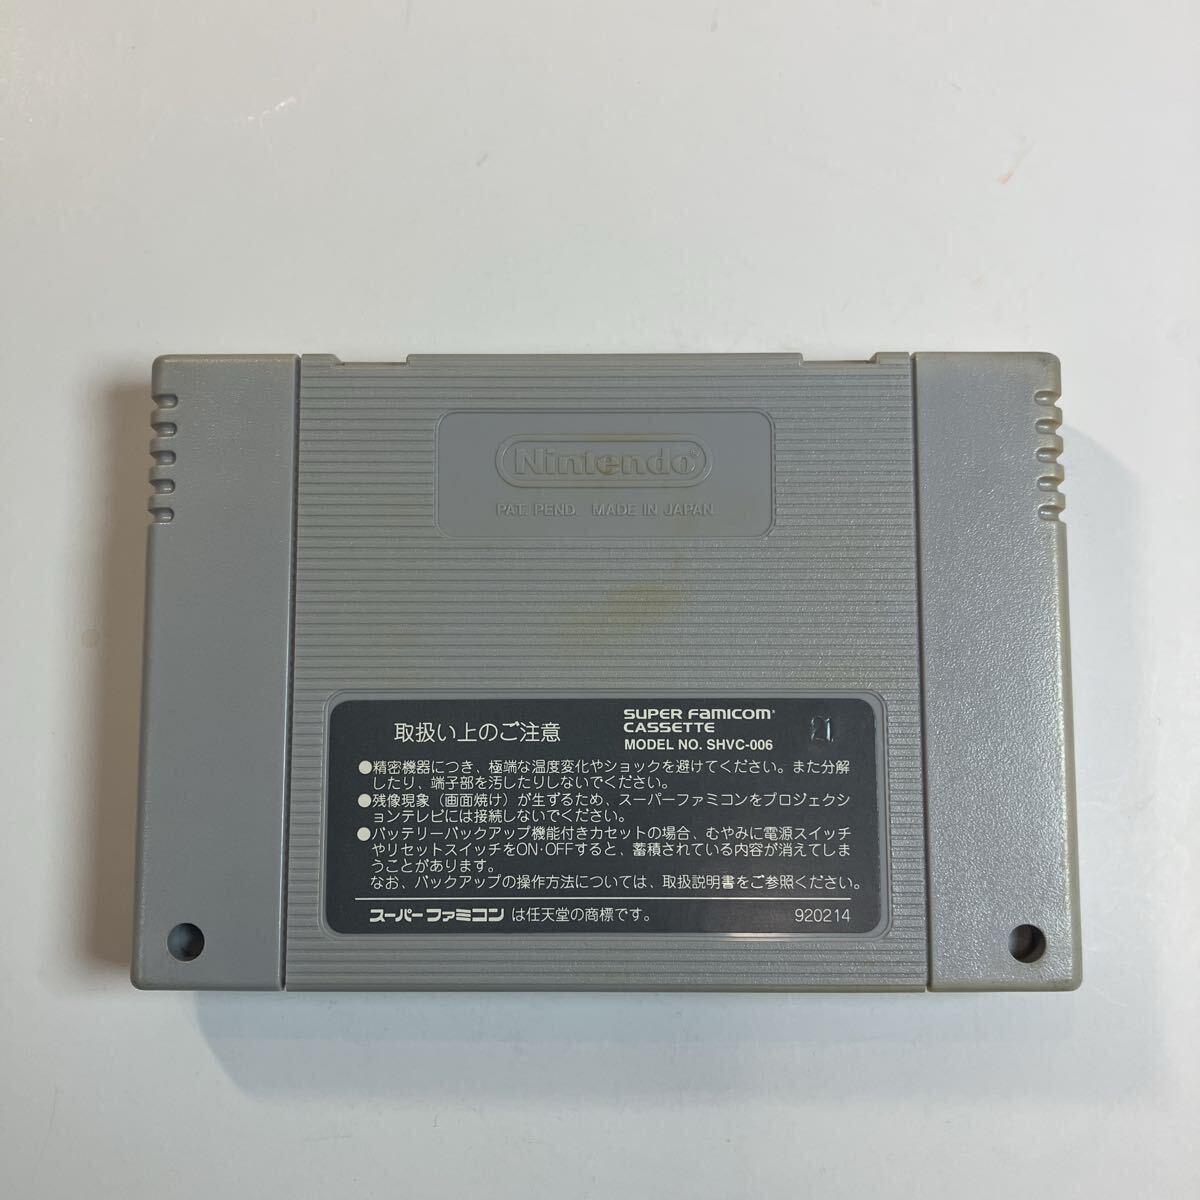 Nintendo®
PAT. PEND. MADE IN JAPAN
取扱い上のご注意
SUPER FAMICOM®
CASSETTE
MODEL NO. SHVC-006
21
●精密機器につき、極端な温度変化やショックを避けてください。また分解
したり、端子部を汚したりしないでください。
●残像現象（画面焼け）が生ずるため、スーパーファミコンをプロジェクシ
ョンテレビには接続しないでください。
●バッテリーバックアップ機能付きカセットの場合、むやみに電源スイッチ
やリセットスイッチをON・OFFすると、蓄積されている内容が消えてしま
うことがあります。
なお、バックアップの操作方法については、取扱説明書をご参照ください。
スーパーファミコンは任天堂の商標です。
920214